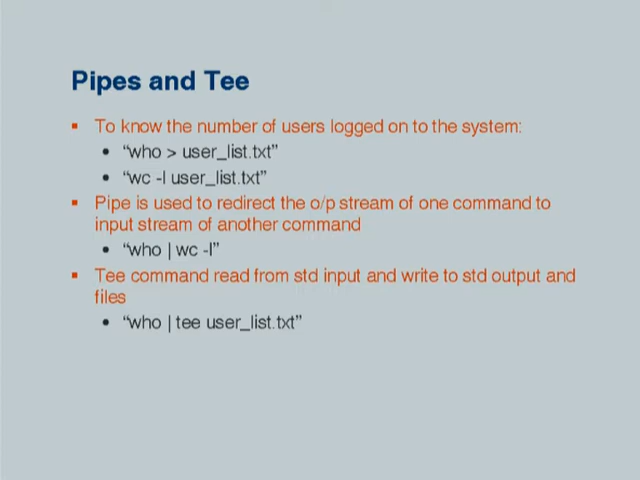 Pipes and Tee
▪ To know the number of users logged on to the system:
• “who > user_list.txt”
• “wc -l user_list.txt”
▪ Pipe is used to redirect the o/p stream of one command to
input stream of another command
• “who | wc -l”
▪ Tee command read from std input and write to std output and
files
• “who | tee user_list.txt”